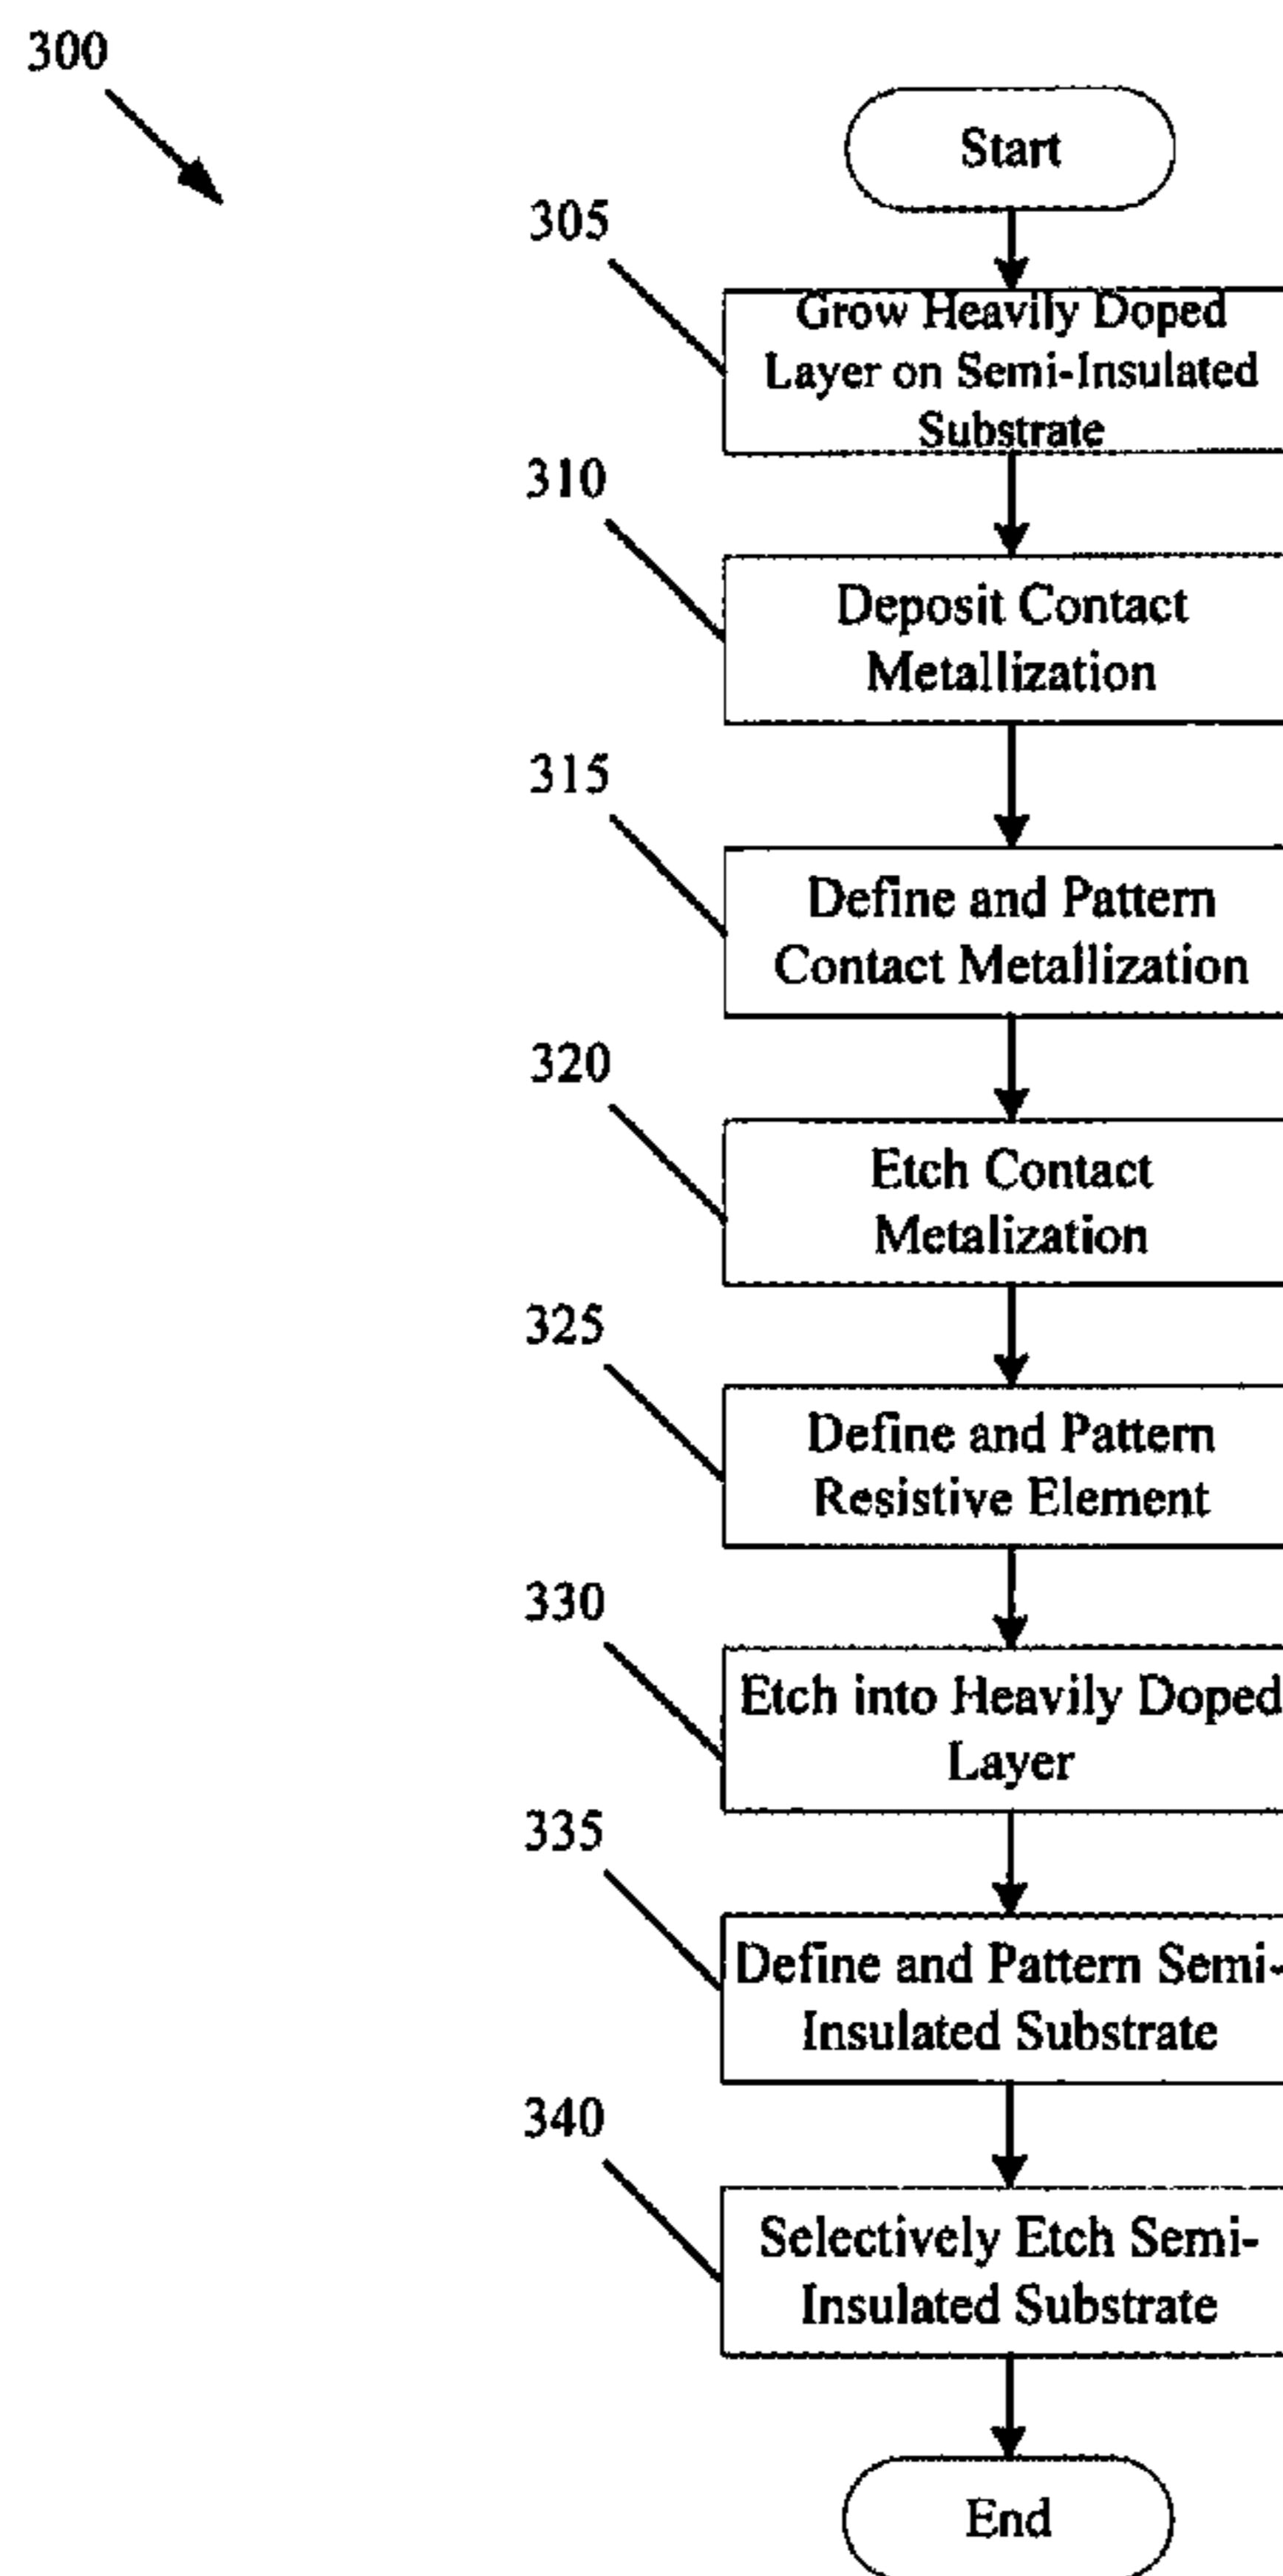 300
Start
305
Grow Heavily Doped
Layer on Semi-Insulated
Substrate
310
Deposit Contact
Metallization
315
Define and Pattern
Contact Metallization
320
Etch Contact
Metalization
325
Define and Pattern
Resistive Element
330
Etch into Heavily Doped
Layer
335
Define and Pattern Semi-
Insulated Substrate
340
Selectively Etch Semi-
Insulated Substrate
End